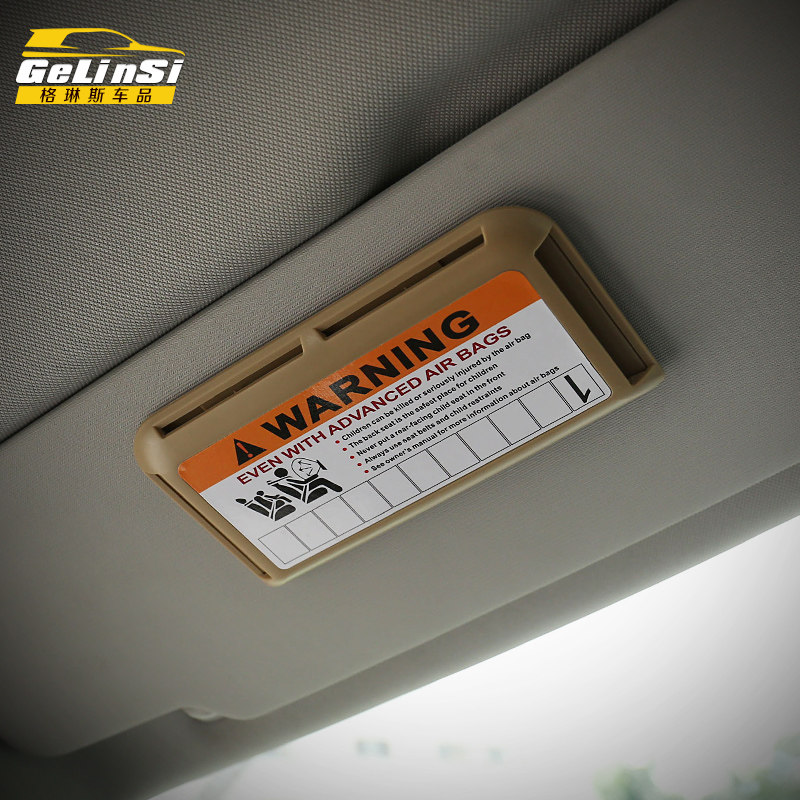 GeLinSi
格琳斯车品
WARNING
EVEN WITH ADVANCED AIR BAGS
• Children can be killed or seriously injured by the air bag
• The back seat is the safest place for children
• Never put a rear-facing child seat in the front
• Always use seat belts and child restraints
• See owner's manual for more information about air bags
1